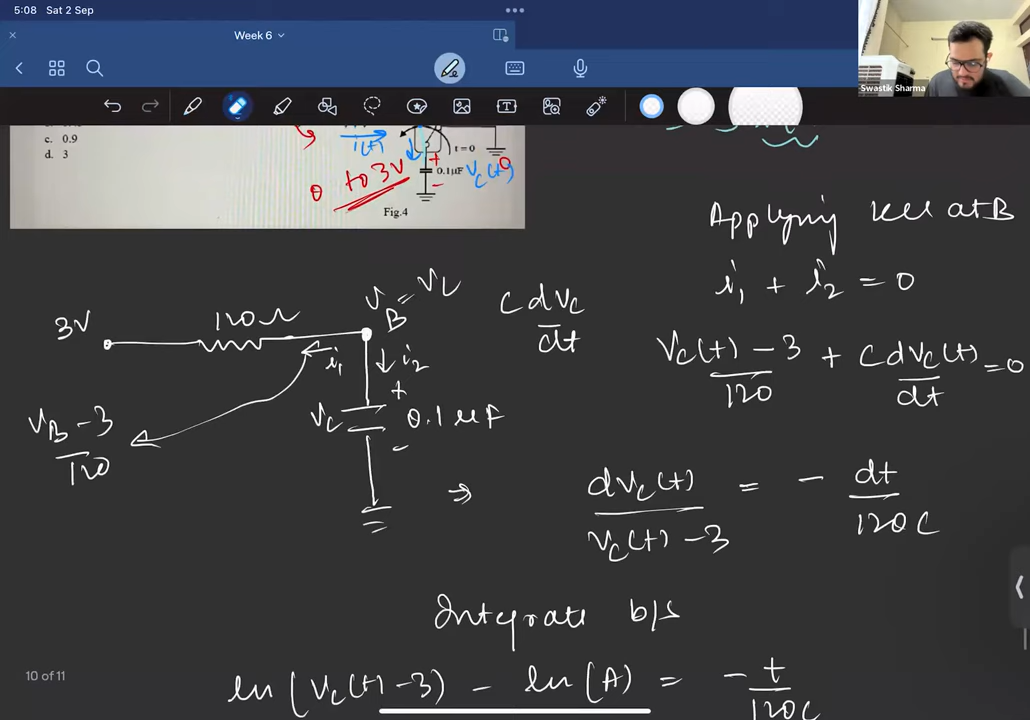 5:08 Sat 2 Sep
Week 6
Swastik Sharma
c. 0.9
d. 3
i(t)
t=0
+
0 to 3V
0.1μF Vc(t)
-
Fig.4
Applying kcl at B
i₁ + i₂ = 0
3V
120Ω
B
C dVc
dt
Vc(t) - 3 + C dVc(t) = 0
120 dt
i₁ i₂
+
VB - 3
120
Vc 0.1 μF
-
⇒ dVc(t) = - dt
Vc(t) - 3 120C
Integrate b/s
10 of 11
ln(Vc(t) - 3) - ln(A) = - t
120C